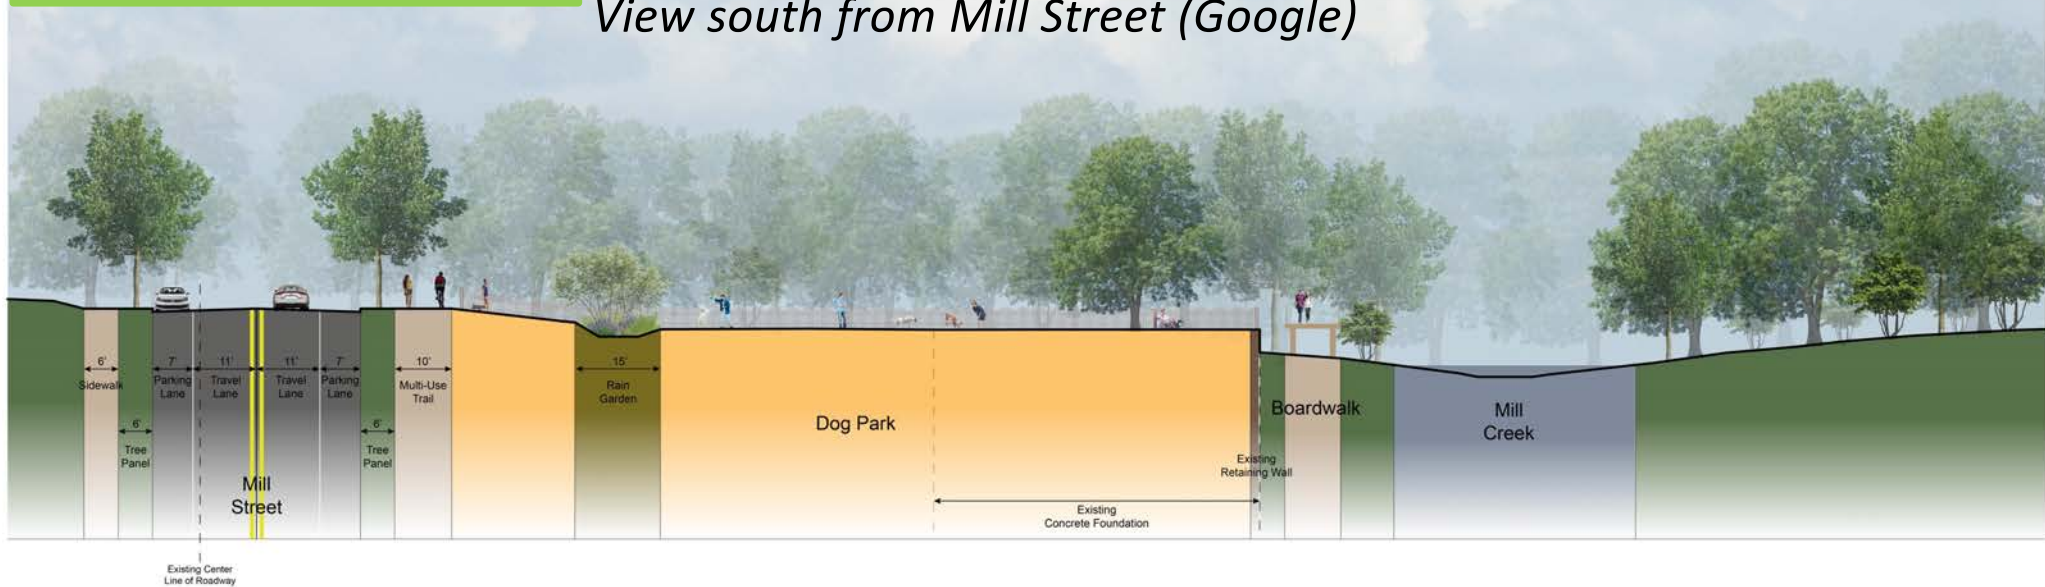 View south from Mill Street (Google)
6'
Sidewalk
6'
Tree
Panel
7'
Parking
Lane
11'
Travel
Lane
11'
Travel
Lane
7'
Parking
Lane
6'
Tree
Panel
10'
Multi-Use
Trail
15'
Rain
Garden
Mill
Street
Dog Park
Existing
Concrete Foundation
Existing
Retaining Wall
Boardwalk
Mill
Creek
Existing Center
Line of Roadway